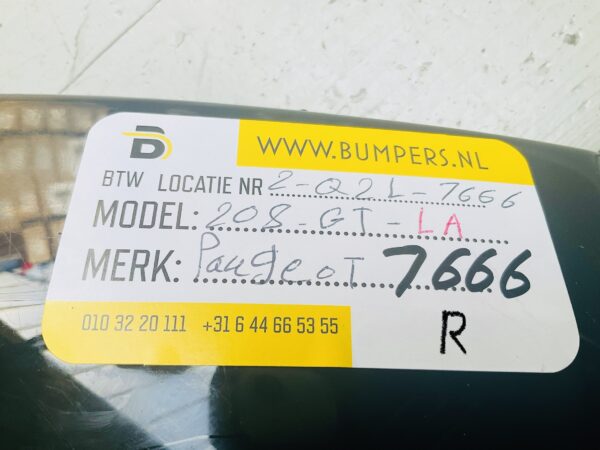 B
WWW.BUMPERS.NL
BTW LOCATIE NR 2-Q2L-7666
MODEL: 208-GT-LA
MERK: Paugeot 7666
010 32 20 111 +31 6 44 66 53 55
R